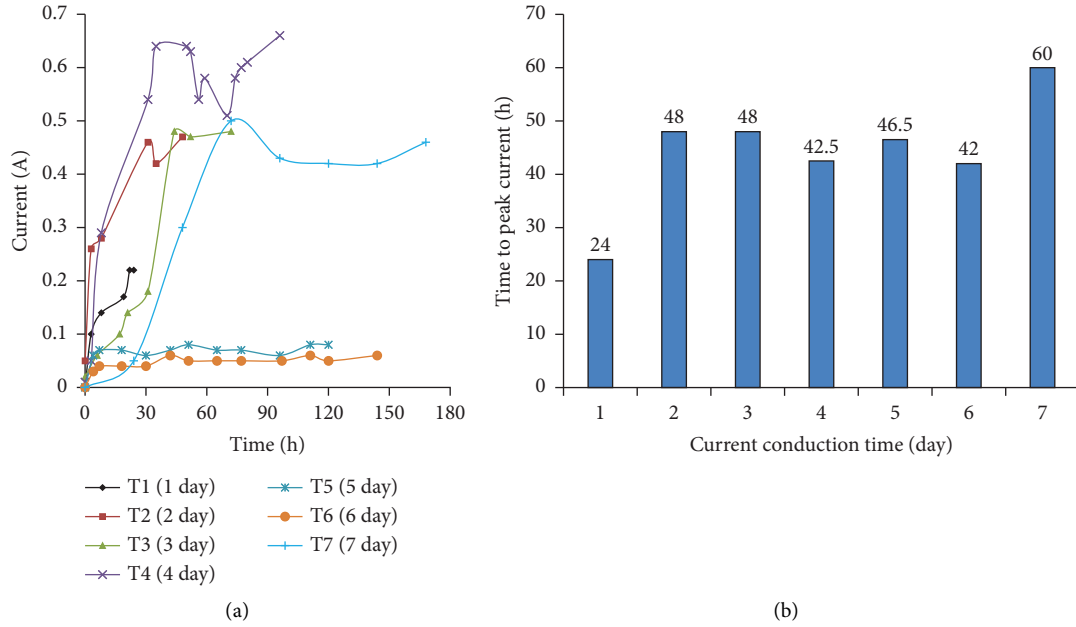 0.7
0.6
0.5
0.4
0.3
0.2
0.1
0
Current (A)
0 30 60 90 120 150 180
Time (h)
T1 (1 day)
T2 (2 day)
T3 (3 day)
T4 (4 day)
T5 (5 day)
T6 (6 day)
T7 (7 day)
(a)
70
60
50
40
30
20
10
0
Time to peak current (h)
24 48 48 42.5 46.5 42 60
1 2 3 4 5 6 7
Current conduction time (day)
(b)